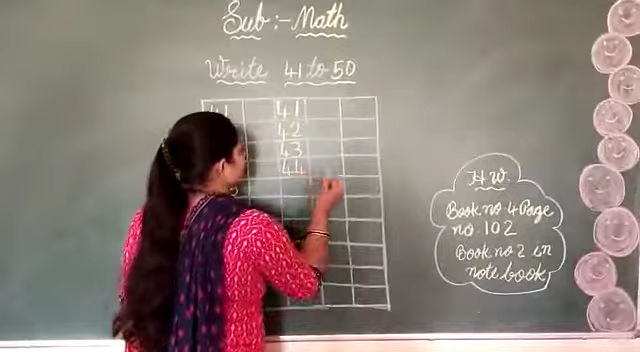 Sub:- Math
Write 41 to 50
41 41
42
43
44
H.W.
Book no 4 Page
no. 102
Book no 2 in
note book